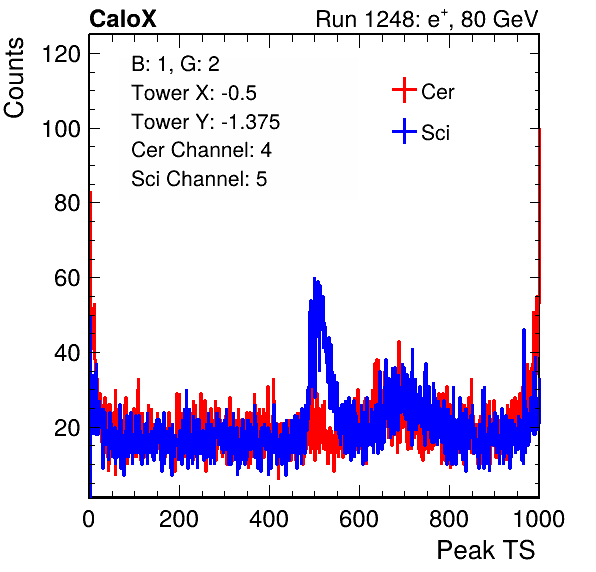 CaloX Run 1248: e⁺, 80 GeV
Counts
B: 1, G: 2
Tower X: -0.5
Tower Y: -1.375
Cer Channel: 4
Sci Channel: 5
Cer
Sci
120
100
80
60
40
20
0 200 400 600 800 1000
Peak TS